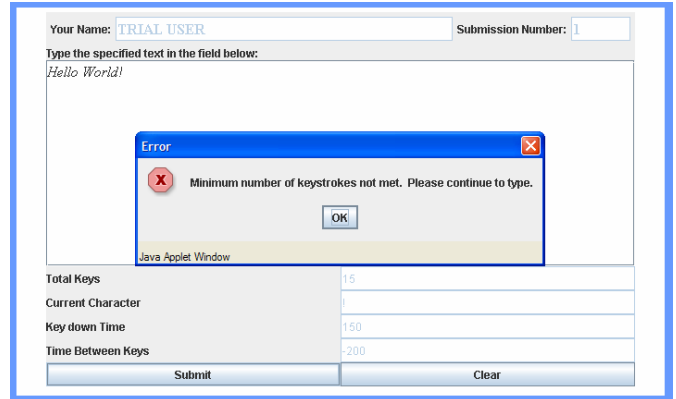 Your Name: TRIAL USER Submission Number: 1
Type the specified text in the field below:
Hello World!
Error
X Minimum number of keystrokes not met. Please continue to type.
OK
Java Applet Window
Total Keys 15
Current Character !
Key down Time 150
Time Between Keys -200
Submit Clear